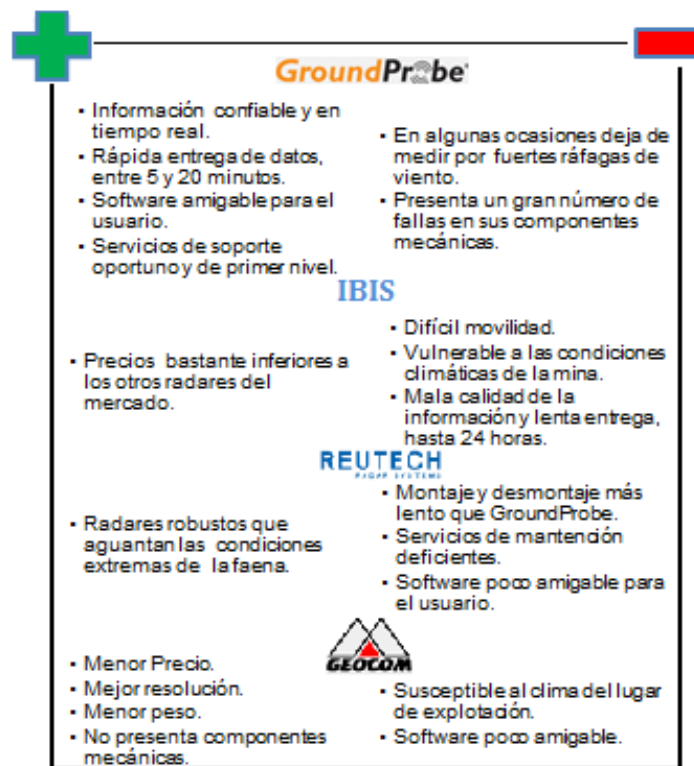 GroundProbe
▪ Información confiable y en
tiempo real.
▪ Rápida entrega de datos,
entre 5 y 20 minutos.
▪ Software amigable para el
usuario.
▪ Servicios de soporte
oportuno y de primer nivel.
▪ En algunas ocasiones deja de
medir por fuertes ráfagas de
viento.
▪ Presenta un gran número de
fallas en sus componentes
mecánicas.
IBIS
▪ Precios bastante inferiores a
los otros radares del
mercado.
▪ Difícil movilidad.
▪ Vulnerable a las condiciones
climáticas de la mina.
▪ Mala calidad de la
información y lenta entrega,
hasta 24 horas.
REUTECH
RADAR SYSTEMS
▪ Radares robustos que
aguantan las condiciones
extremas de la faena.
▪ Montaje y desmontaje más
lento que GroundProbe.
▪ Servicios de mantención
deficientes.
▪ Software poco amigable para
el usuario.
GEOCOM
▪ Menor Precio.
▪ Mejor resolución.
▪ Menor peso.
▪ No presenta componentes
mecánicas.
▪ Susceptible al clima del lugar
de explotación.
▪ Software poco amigable.